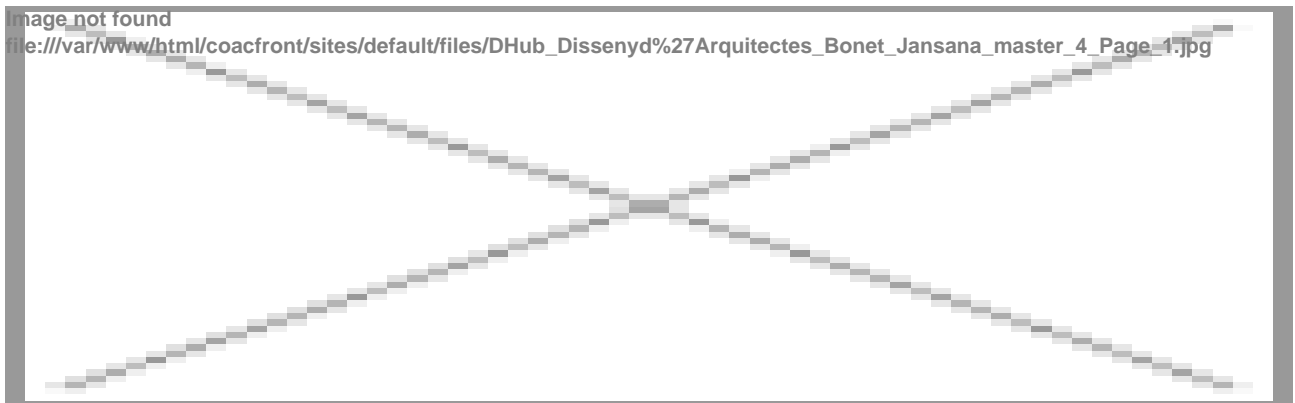 Image not found
file:///var/www/html/coacfront/sites/default/files/DHub_Dissenyd%27Arquitectes_Bonet_Jansana_master_4_Page_1.jpg